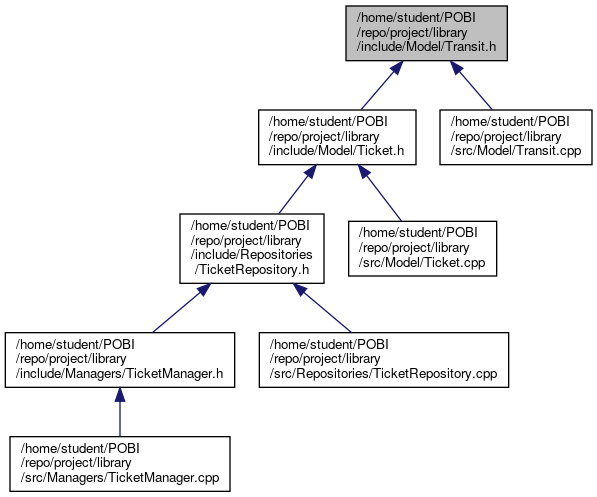 /home/student/POBI
/repo/project/library
/include/Model/Transit.h
/home/student/POBI
/repo/project/library
/include/Model/Ticket.h
/home/student/POBI
/repo/project/library
/src/Model/Transit.cpp
/home/student/POBI
/repo/project/library
/include/Repositories
/TicketRepository.h
/home/student/POBI
/repo/project/library
/src/Model/Ticket.cpp
/home/student/POBI
/repo/project/library
/include/Managers/TicketManager.h
/home/student/POBI
/repo/project/library
/src/Repositories/TicketRepository.cpp
/home/student/POBI
/repo/project/library
/src/Managers/TicketManager.cpp